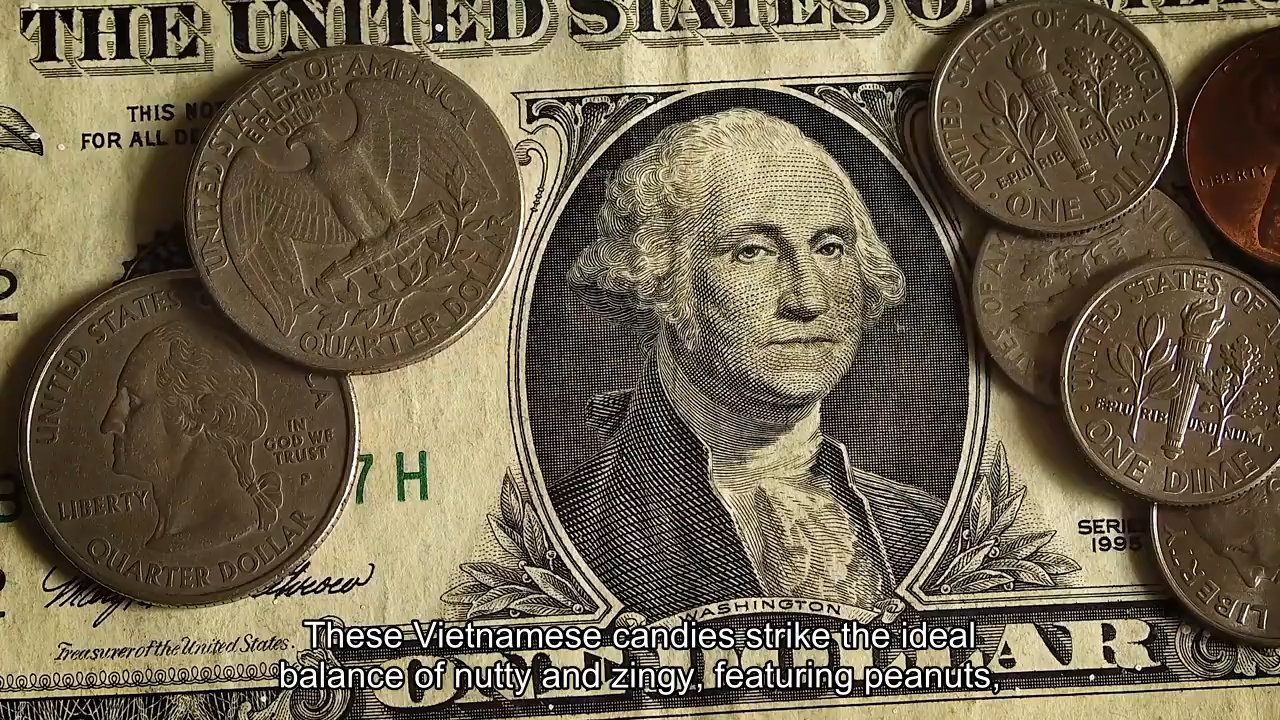 THE UNITED STATES O
THIS NO
FOR ALL DE
UNITED STATES OF AMERICA
E PLURIBUS
UNUM
QUARTER DOLLAR
UNITED STATES
IN
GOD WE
TRUST
P
LIBERTY
QUARTER DOLLAR
7 H
Treasurer of the United States.
WASHINGTON
SERIE
1995
UNITED STATES OF AMERICA
E PLURIBUS UNUM
ONE DIME
LIBERTY
UNITED STATES OF A
E PLURIBUS UNUM
ONE DIME
LIBERTY
ONE DOLLAR
These Vietnamese candies strike the ideal
balance of nutty and zingy, featuring peanuts,